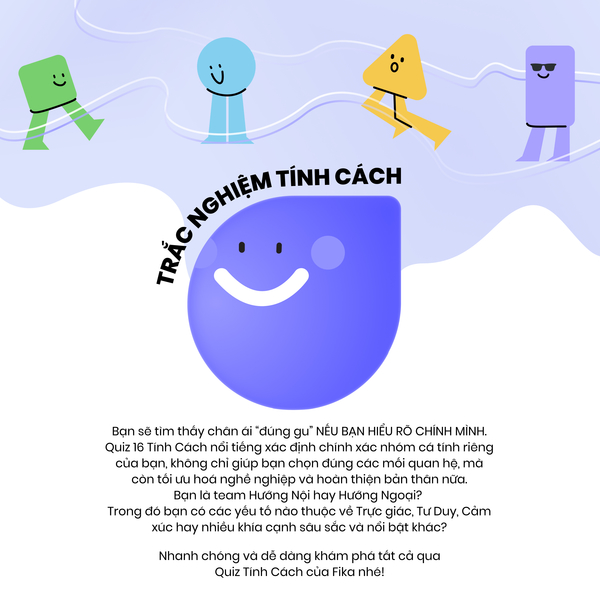 TRẮC NGHIỆM TÍNH CÁCH
Bạn sẽ tìm thấy chân ái “đúng gu” NẾU BẠN HIỂU RÕ CHÍNH MÌNH.
Quiz 16 Tính Cách nổi tiếng xác định chính xác nhóm cá tính riêng
của bạn, không chỉ giúp bạn chọn đúng các mối quan hệ, mà
còn tối ưu hoá nghề nghiệp và hoàn thiện bản thân nữa.
Bạn là team Hướng Nội hay Hướng Ngoại?
Trong đó bạn có các yếu tố nào thuộc về Trực giác, Tư Duy, Cảm
xúc hay nhiều khía cạnh sâu sắc và nổi bật khác?
Nhanh chóng và dễ dàng khám phá tất cả qua
Quiz Tính Cách của Fika nhé!